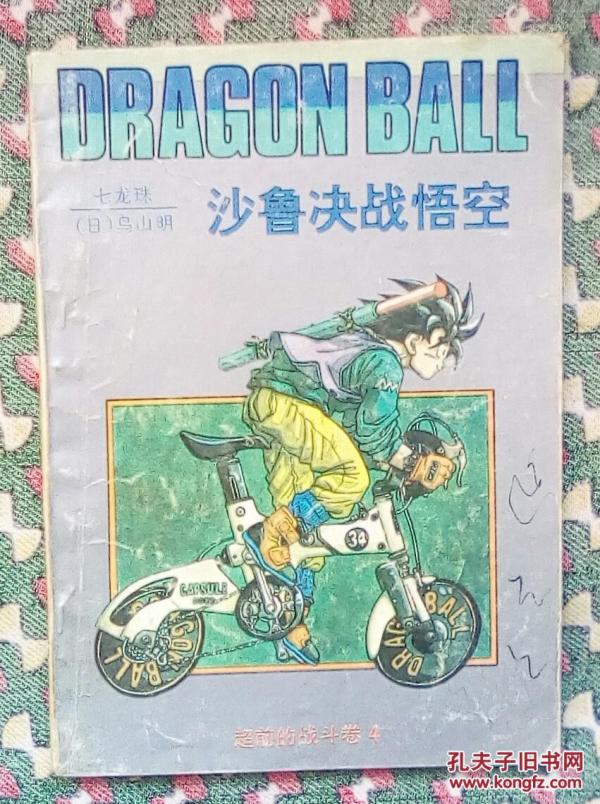 DRAGON BALL
七龙珠
(日)鸟山明
沙鲁决战悟空
34
CAPSULE
DRAGON BALL
DRAGON BALL
超前的战斗卷 4
孔夫子旧书网
www.kongfz.com